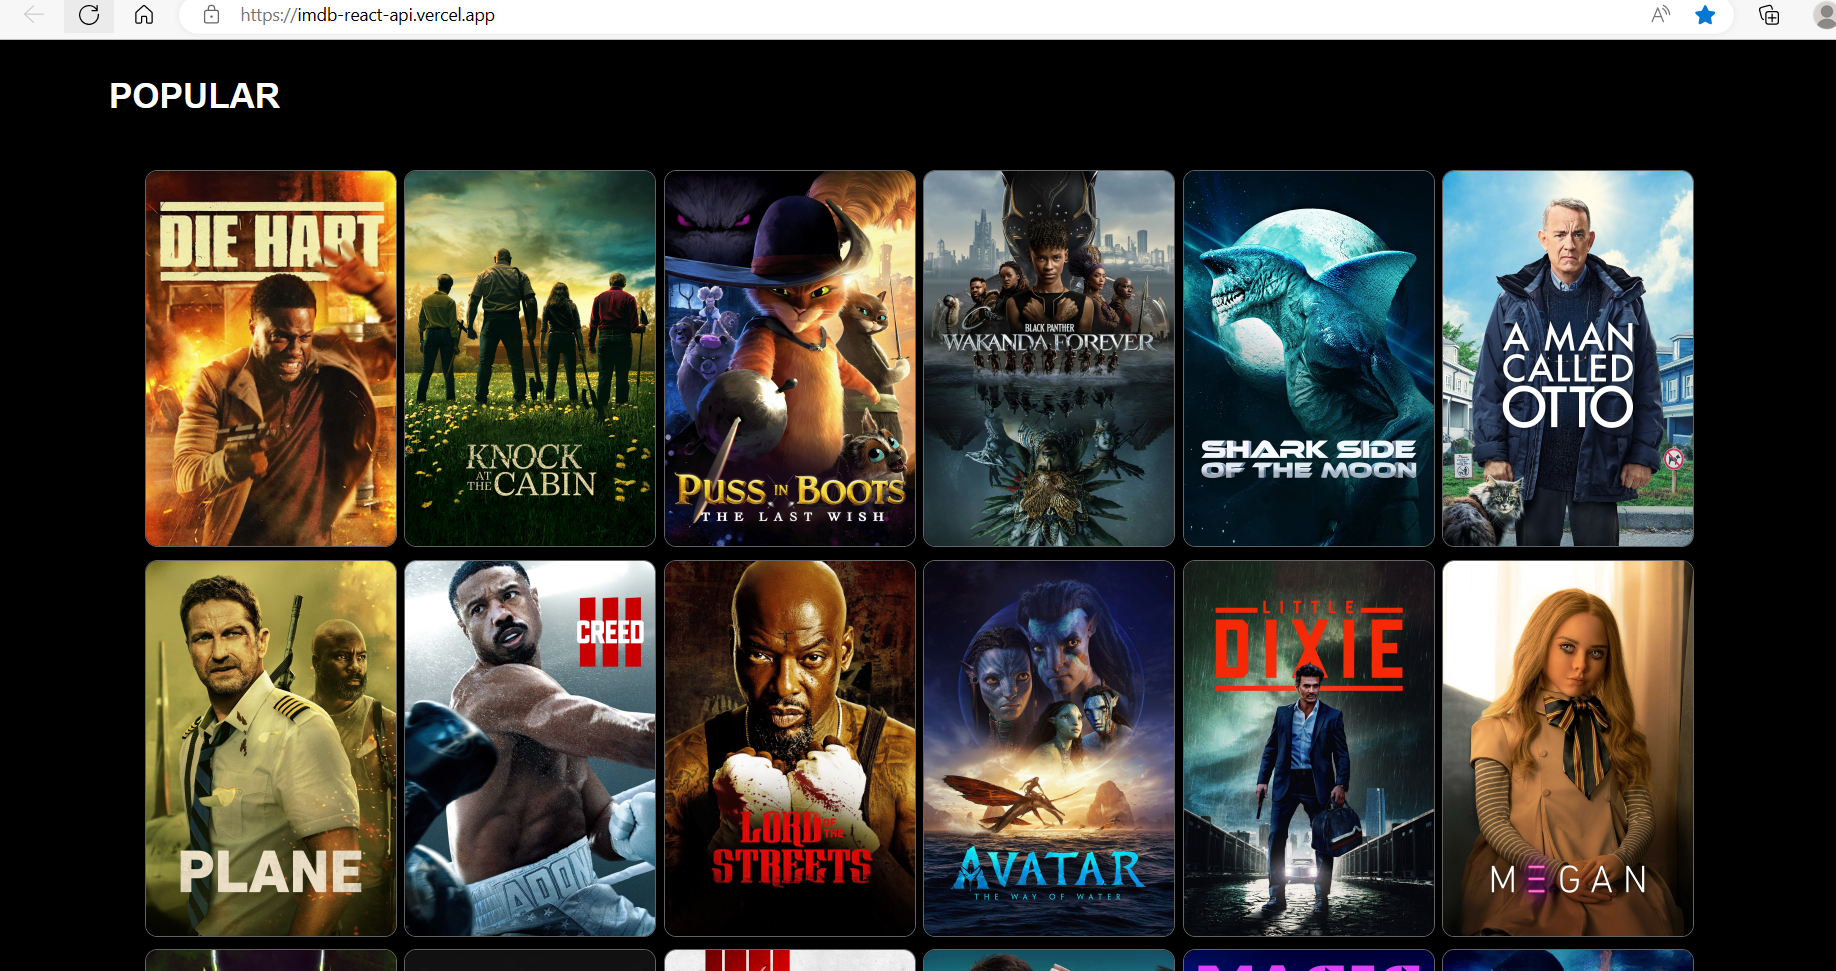 https://imdb-react-api.vercel.app
POPULAR
DIE HART
KNOCK
AT THE CABIN
PUSS IN BOOTS
THE LAST WISH
BLACK PANTHER
WAKANDA FOREVER
SHARK SIDE
OF THE MOON
A MAN
CALLED
OTTO
PLANE
CREED
III
ADON
LORD OF THE
STREETS
AVATAR
THE WAY OF WATER
LITTLE
DIXIE
M3GAN